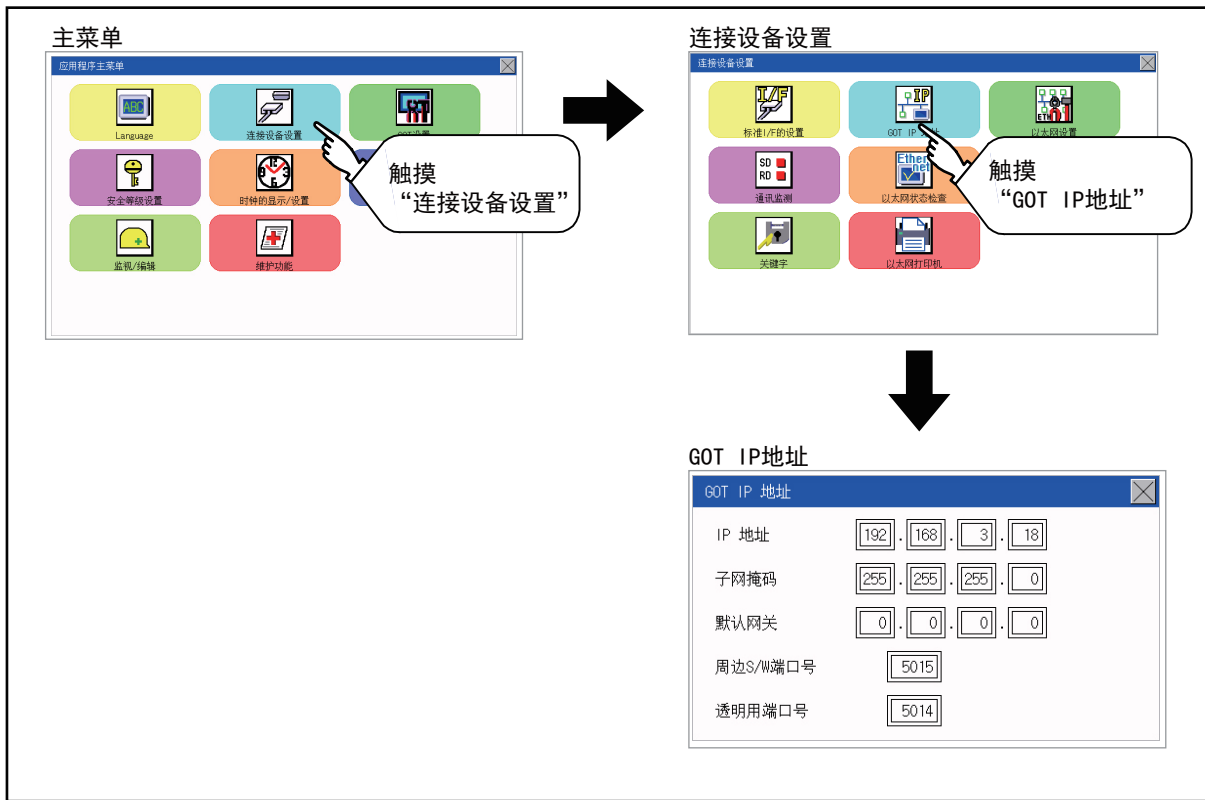 主菜单
应用程序主菜单
Language
连接设备设置
安全等级设置
时钟的显示/设置
监视/编辑
维护功能
触摸
“连接设备设置”
连接设备设置
连接设备设置
标准I/F的设置
GOT IP
以太网设置
通讯监测
以太网状态检查
关键字
以太网打印机
触摸
“GOT IP地址”
GOT IP地址
GOT IP 地址
IP 地址 192.168.3.18
子网掩码 255.255.255.0
默认网关 0.0.0.0
周边S/W端口号 5015
透明用端口号 5014